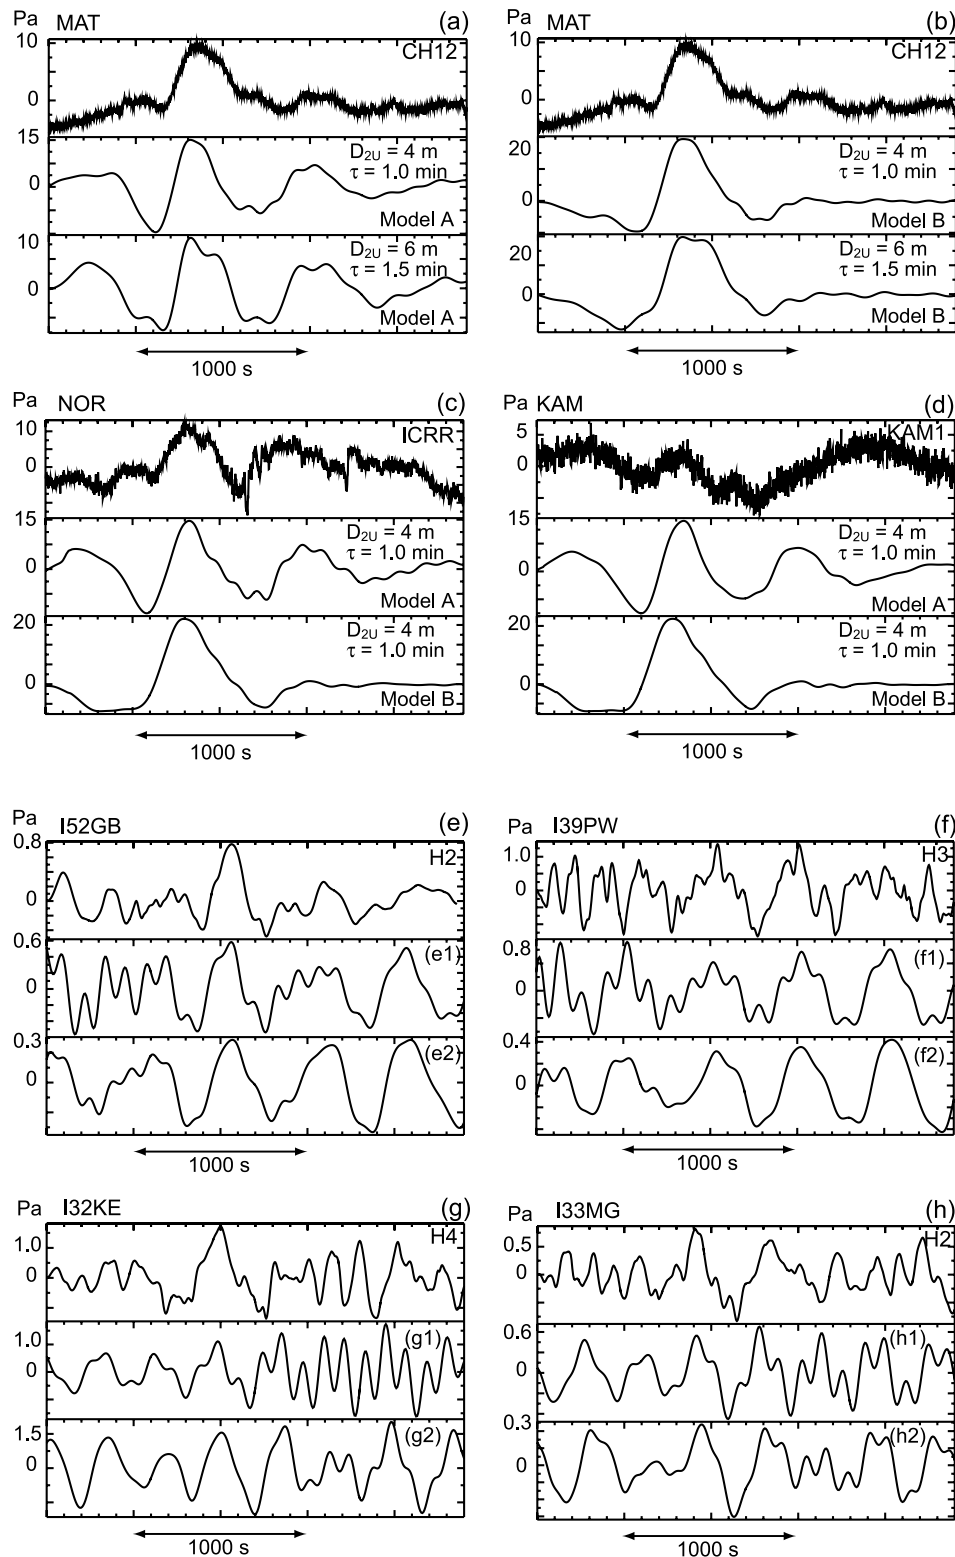 Pa MAT (a)
10 CH12
0
15
0 D2U = 4 m
τ = 1.0 min
Model A
10 D2U = 6 m
τ = 1.5 min
0
Model A
1000 s
MAT (b)
10 CH12
0
20 D2U = 4 m
τ = 1.0 min
0
Model B
20 D2U = 6 m
τ = 1.5 min
0
Model B
1000 s
Pa NOR (c)
10 ICRR
0
15 D2U = 4 m
τ = 1.0 min
0
Model A
20 D2U = 4 m
τ = 1.0 min
0
Model B
1000 s
Pa KAM (d)
5 KAM1
0
15 D2U = 4 m
τ = 1.0 min
0
Model A
20 D2U = 4 m
τ = 1.0 min
0
Model B
1000 s
Pa I52GB (e)
0.8 H2
0
0.6 (e1)
0
0.3 (e2)
0
1000 s
Pa I39PW (f)
1.0 H3
0
0.8 (f1)
0
0.4 (f2)
0
1000 s
Pa I32KE (g)
1.0 H4
0
1.0 (g1)
0
1.5 (g2)
0
1000 s
Pa I33MG (h)
0.5 H2
0
0.6 (h1)
0
0.3 (h2)
0
1000 s